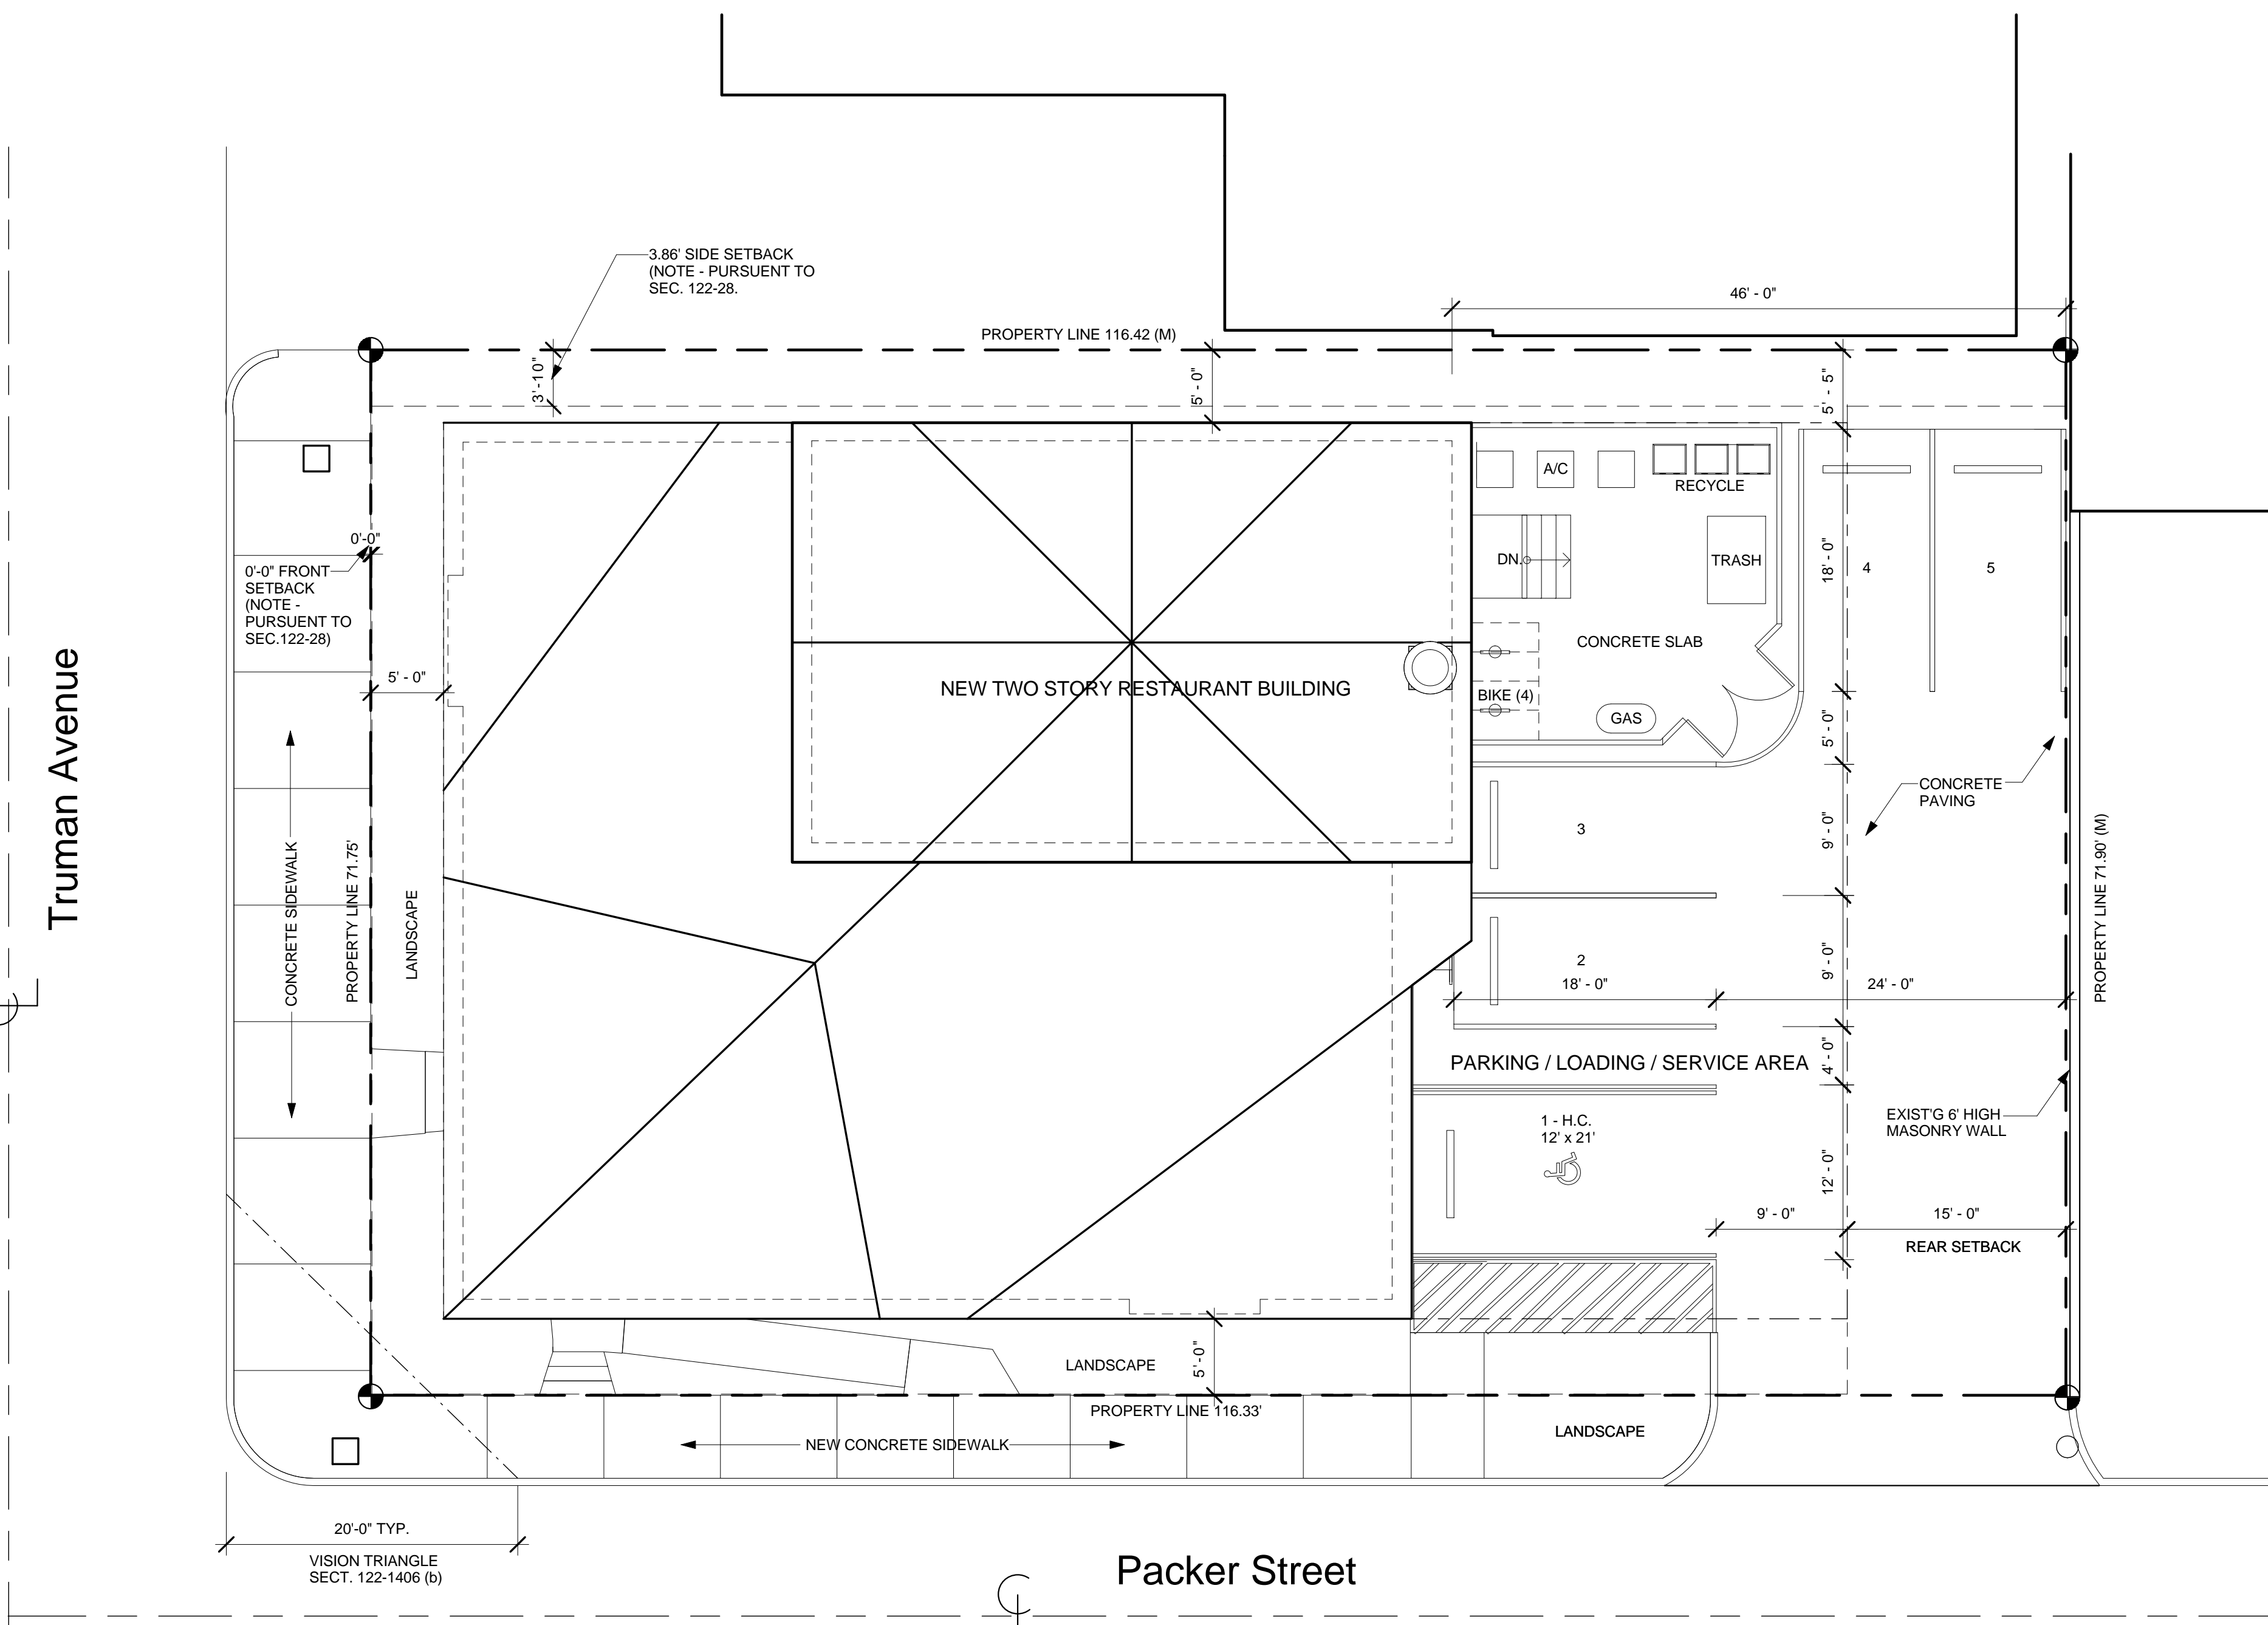 3.86' SIDE SETBACK
(NOTE - PURSUENT TO
SEC. 122-28.
46' - 0"
PROPERTY LINE 116.42 (M)
3'-10"
5' - 0"
5' - 5"
A/C
RECYCLE
0'-0"
0'-0" FRONT
SETBACK
(NOTE -
PURSUENT TO
SEC.122-28)
DN.
TRASH
18' - 0"
4
5
CONCRETE SLAB
5' - 0"
NEW TWO STORY RESTAURANT BUILDING
BIKE (4)
GAS
5' - 0"
Truman Avenue
CONCRETE
PAVING
3
9' - 0"
CONCRETE SIDEWALK
PROPERTY LINE 71.75'
LANDSCAPE
PROPERTY LINE 71.90' (M)
2
9' - 0"
18' - 0"
24' - 0"
PARKING / LOADING / SERVICE AREA
4' - 0"
1 - H.C.
12' x 21'
EXIST'G 6' HIGH
MASONRY WALL
12' - 0"
9' - 0"
15' - 0"
REAR SETBACK
LANDSCAPE
5'-0"
PROPERTY LINE 116.33'
NEW CONCRETE SIDEWALK
LANDSCAPE
20'-0" TYP.
VISION TRIANGLE
SECT. 122-1406 (b)
Packer Street